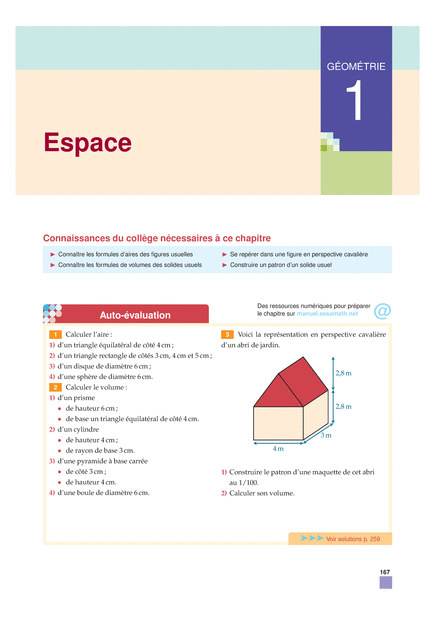 GÉOMÉTRIE
1
Espace
Connaissances du collège nécessaires à ce chapitre
▶ Connaître les formules d'aires des figures usuelles
▶ Connaître les formules de volumes des solides usuels
▶ Se repérer dans une figure en perspective cavalière
▶ Construire un patron d'un solide usuel
Auto-évaluation
Des ressources numériques pour préparer
le chapitre sur manuel.sesamath.net
@
1 Calculer l'aire :
1) d'un triangle équilatéral de côté 4 cm ;
2) d'un triangle rectangle de côtés 3 cm, 4 cm et 5 cm ;
3) d'un disque de diamètre 6 cm ;
4) d'une sphère de diamètre 6 cm.
2 Calculer le volume :
1) d'un prisme
• de hauteur 6 cm ;
• de base un triangle équilatéral de côté 4 cm.
2) d'un cylindre
• de hauteur 4 cm ;
• de rayon de base 3 cm.
3) d'une pyramide à base carrée
• de côté 3 cm ;
• de hauteur 4 cm.
4) d'une boule de diamètre 6 cm.
3 Voici la représentation en perspective cavalière
d'un abri de jardin.
2,8 m
2,8 m
3 m
4 m
1) Construire le patron d'une maquette de cet abri
au 1/100.
2) Calculer son volume.
▶▶▶ Voir solutions p. 259
167